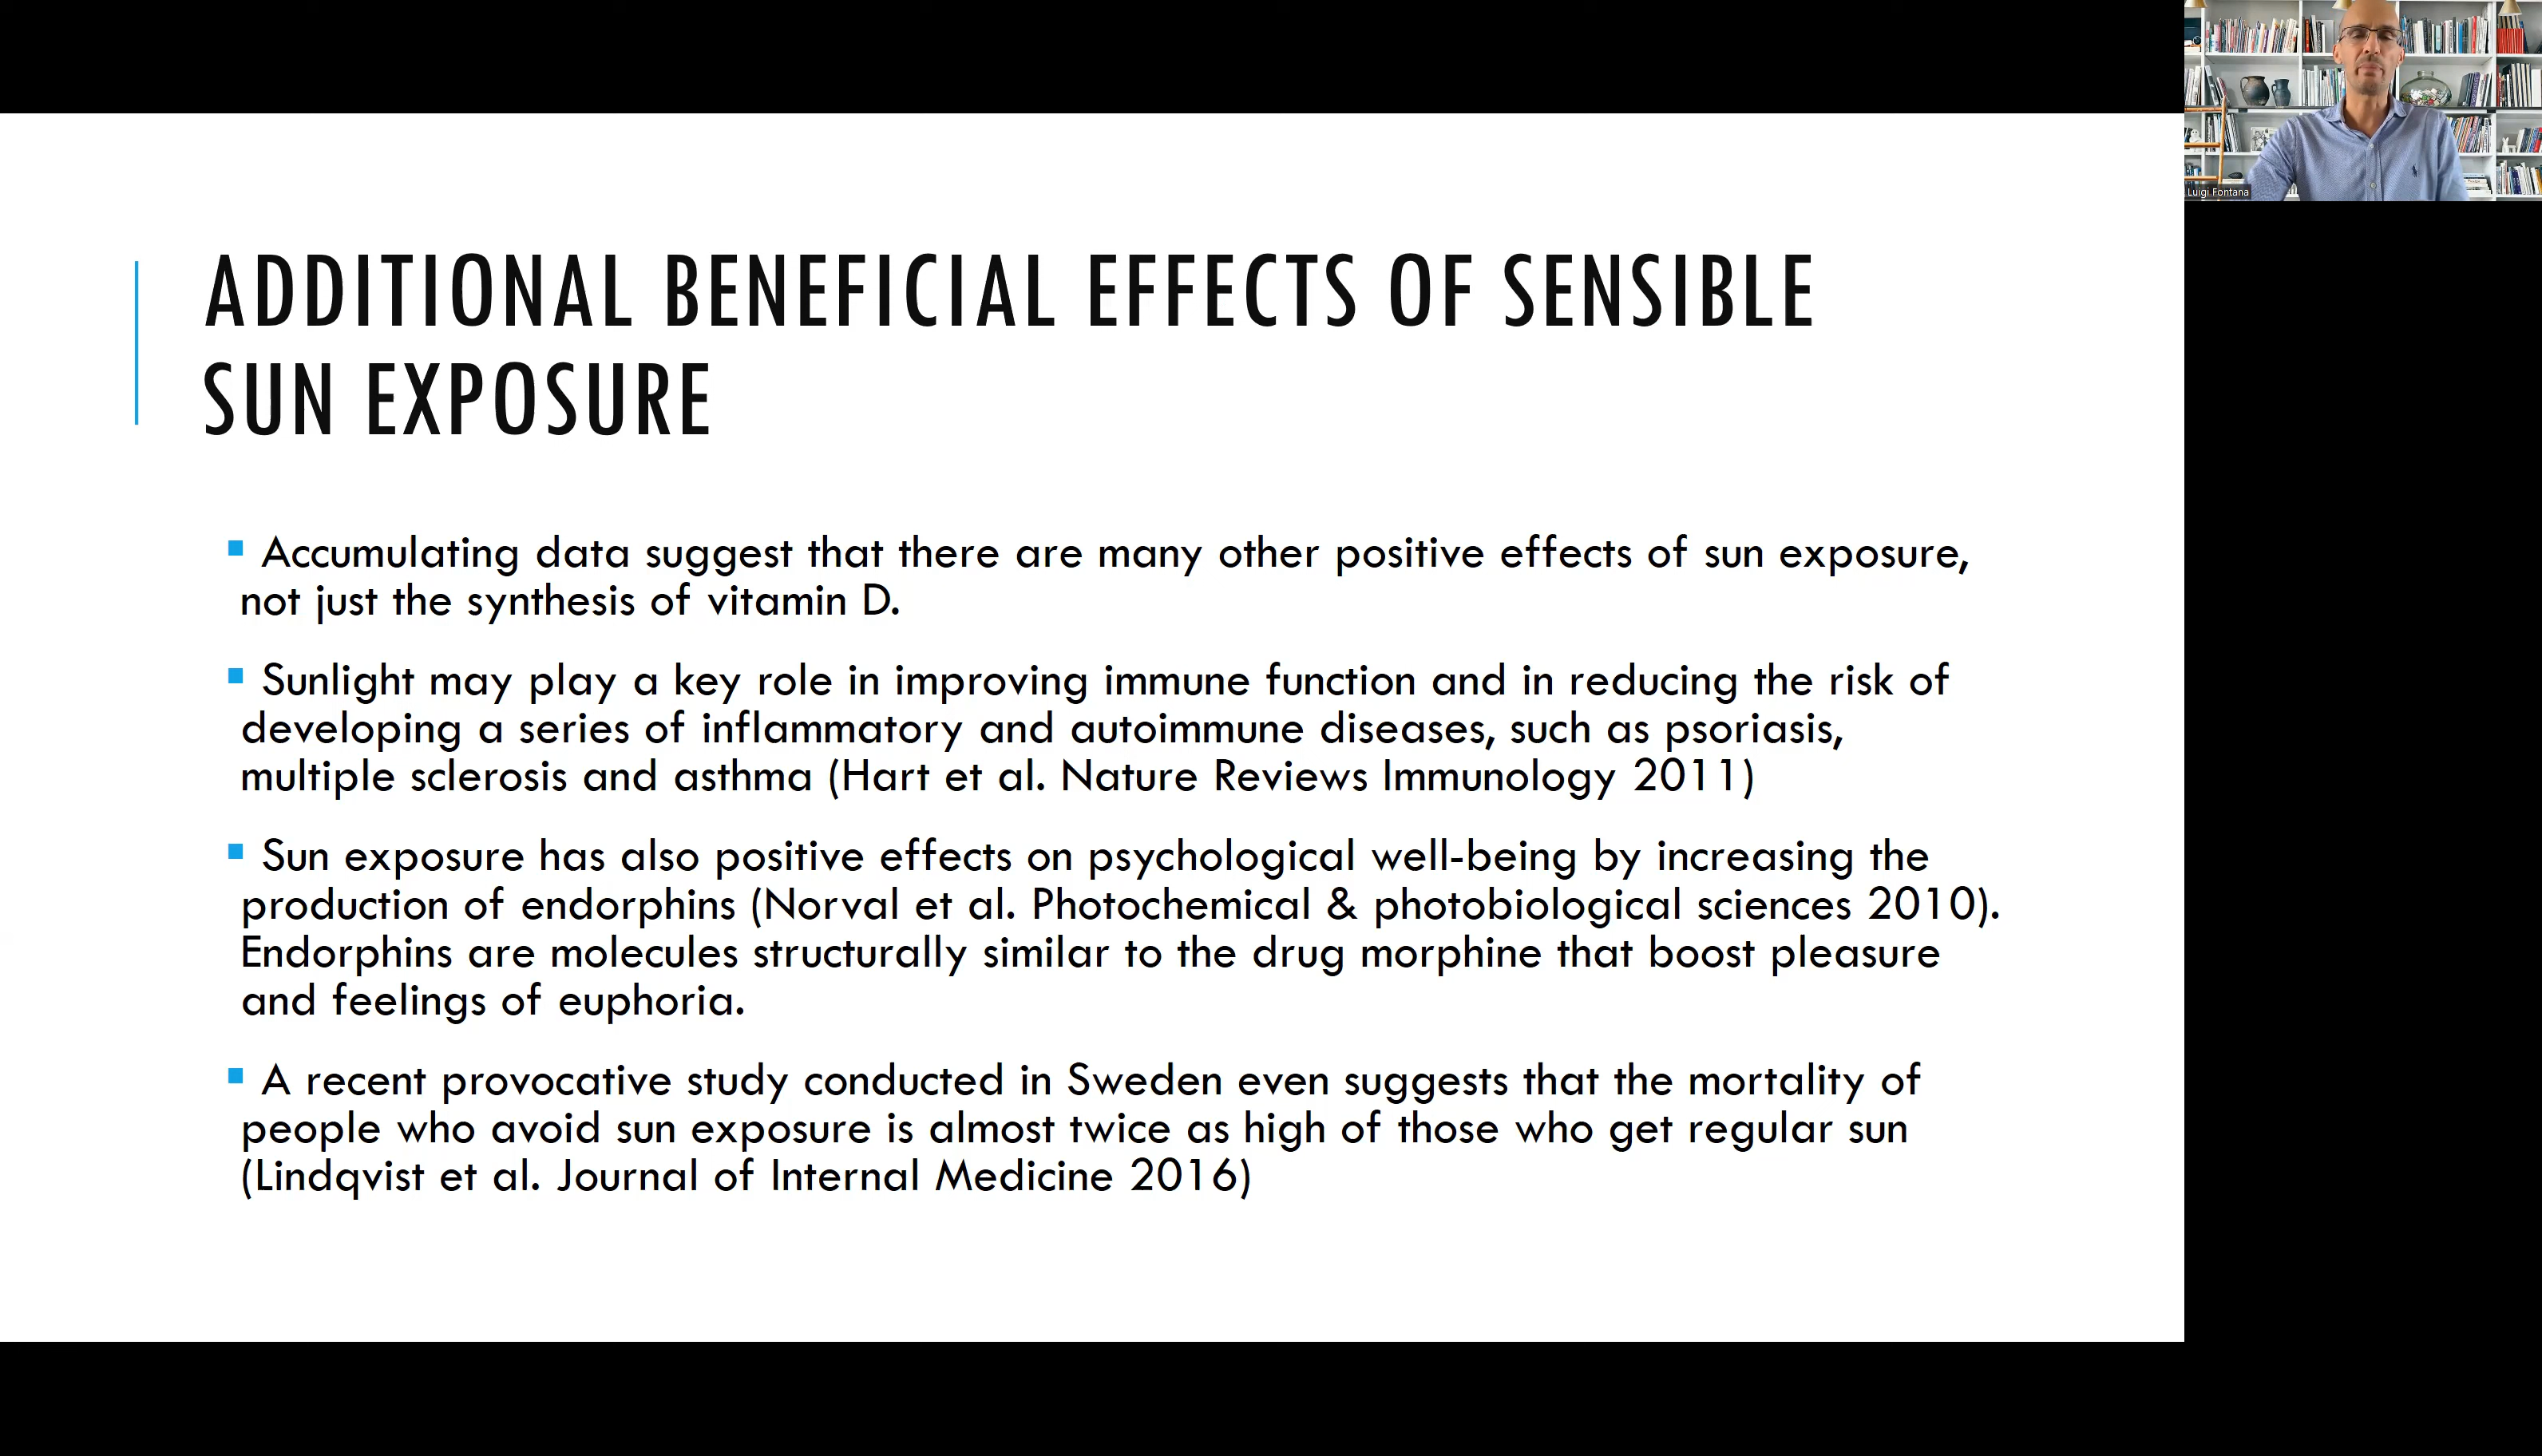 ADDITIONAL BENEFICIAL EFFECTS OF SENSIBLE
SUN EXPOSURE
Accumulating data suggest that there are many other positive effects of sun exposure,
not just the synthesis of vitamin D.
Sunlight may play a key role in improving immune function and in reducing the risk of
developing a series of inflammatory and autoimmune diseases, such as psoriasis,
multiple sclerosis and asthma (Hart et al. Nature Reviews Immunology 2011)
Sun exposure has also positive effects on psychological well-being by increasing the
production of endorphins (Norval et al. Photochemical & photobiological sciences 2010).
Endorphins are molecules structurally similar to the drug morphine that boost pleasure
and feelings of euphoria.
A recent provocative study conducted in Sweden even suggests that the mortality of
people who avoid sun exposure is almost twice as high of those who get regular sun
(Lindqvist et al. Journal of Internal Medicine 2016)
Luigi Fontana